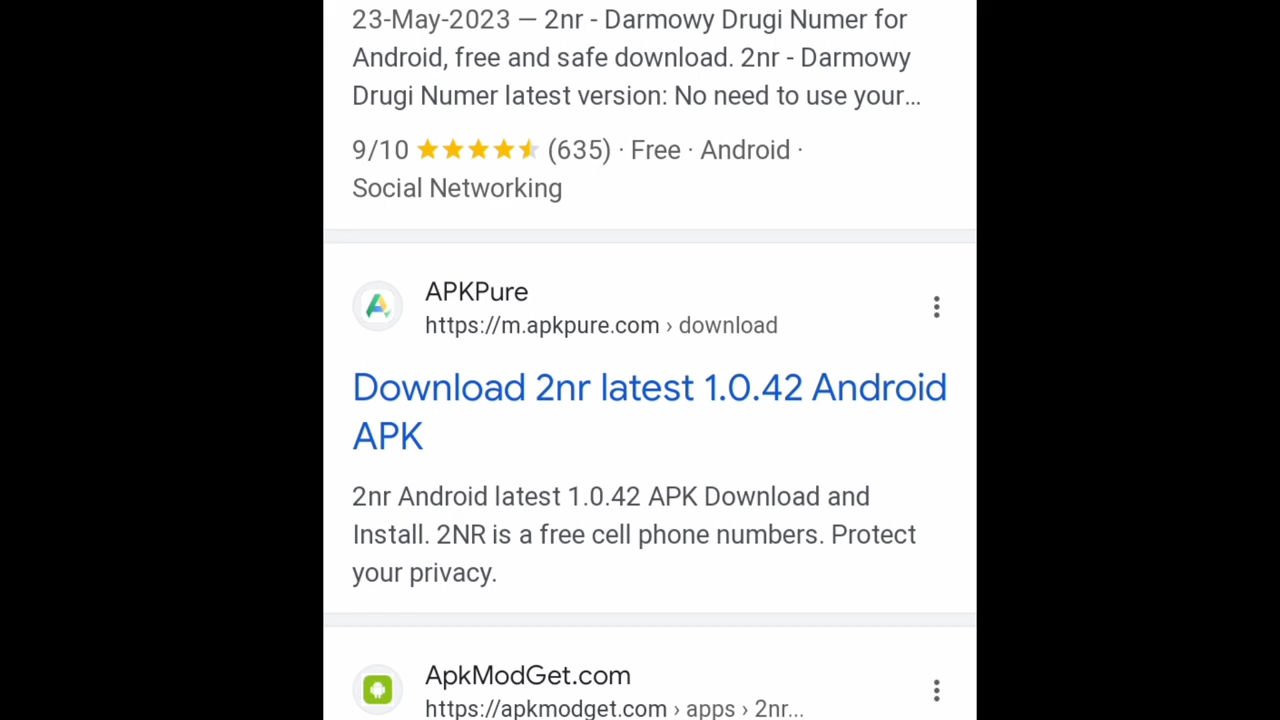 23-May-2023 — 2nr - Darmowy Drugi Numer for
Android, free and safe download. 2nr - Darmowy
Drugi Numer latest version: No need to use your...
9/10 (635) · Free · Android ·
Social Networking
APKPure
https://m.apkpure.com › download
Download 2nr latest 1.0.42 Android
APK
2nr Android latest 1.0.42 APK Download and
Install. 2NR is a free cell phone numbers. Protect
your privacy.
ApkModGet.com
https://apkmodget.com › apps › 2nr...